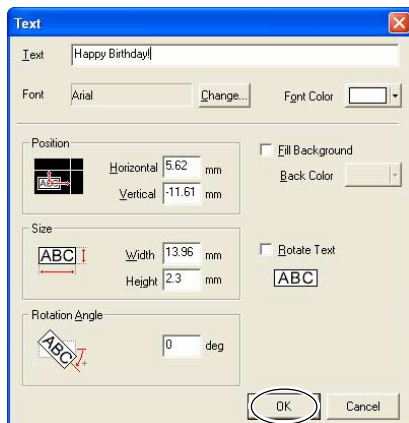 Text
Text Happy Birthday!
Font Arial Change... Font Color
Position
ABC
Horizontal 5.62 mm
Vertical -11.61 mm
Fill Background
Back Color
Size
ABC
Width 13.96 mm
Height 2.3 mm
Rotate Text
ABC
Rotation Angle
ABC
0 deg
OK Cancel